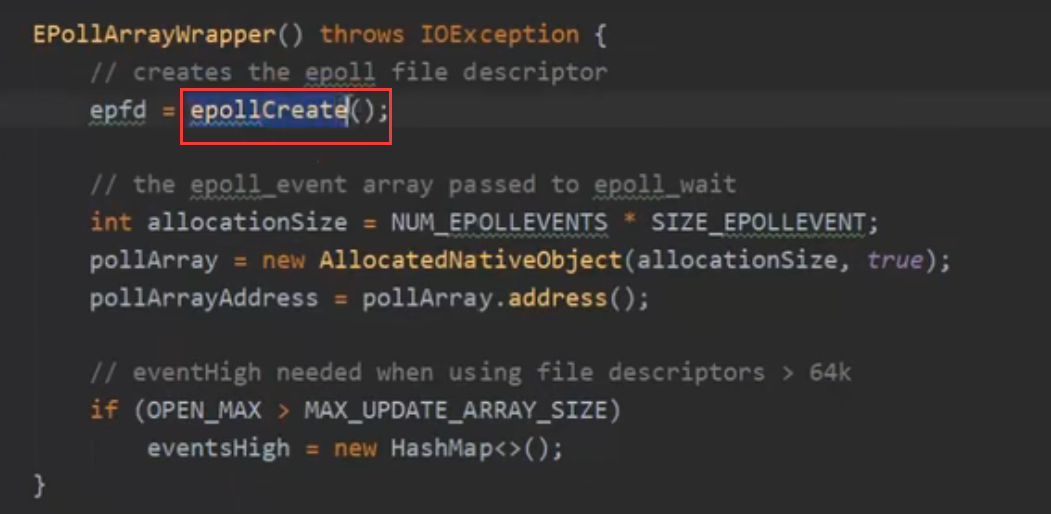 EPollArrayWrapper() throws IOException {
// creates the epoll file descriptor
epfd = epollCreate();
// the epoll_event array passed to epoll_wait
int allocationSize = NUM_EPOLLEVENTS * SIZE_EPOLLEVENT;
pollArray = new AllocatedNativeObject(allocationSize, true);
pollArrayAddress = pollArray.address();
// eventHigh needed when using file descriptors > 64k
if (OPEN_MAX > MAX_UPDATE_ARRAY_SIZE)
eventsHigh = new HashMap<>();
}